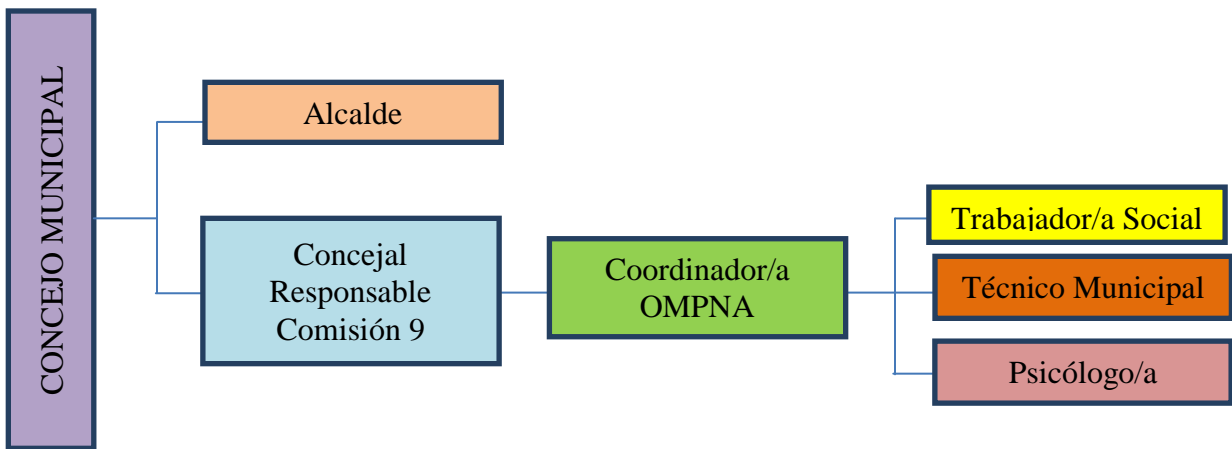 CONCEJO MUNICIPAL
Alcalde
Concejal
Responsable
Comisión 9
Coordinador/a
OMPNA
Trabajador/a Social
Técnico Municipal
Psicólogo/a